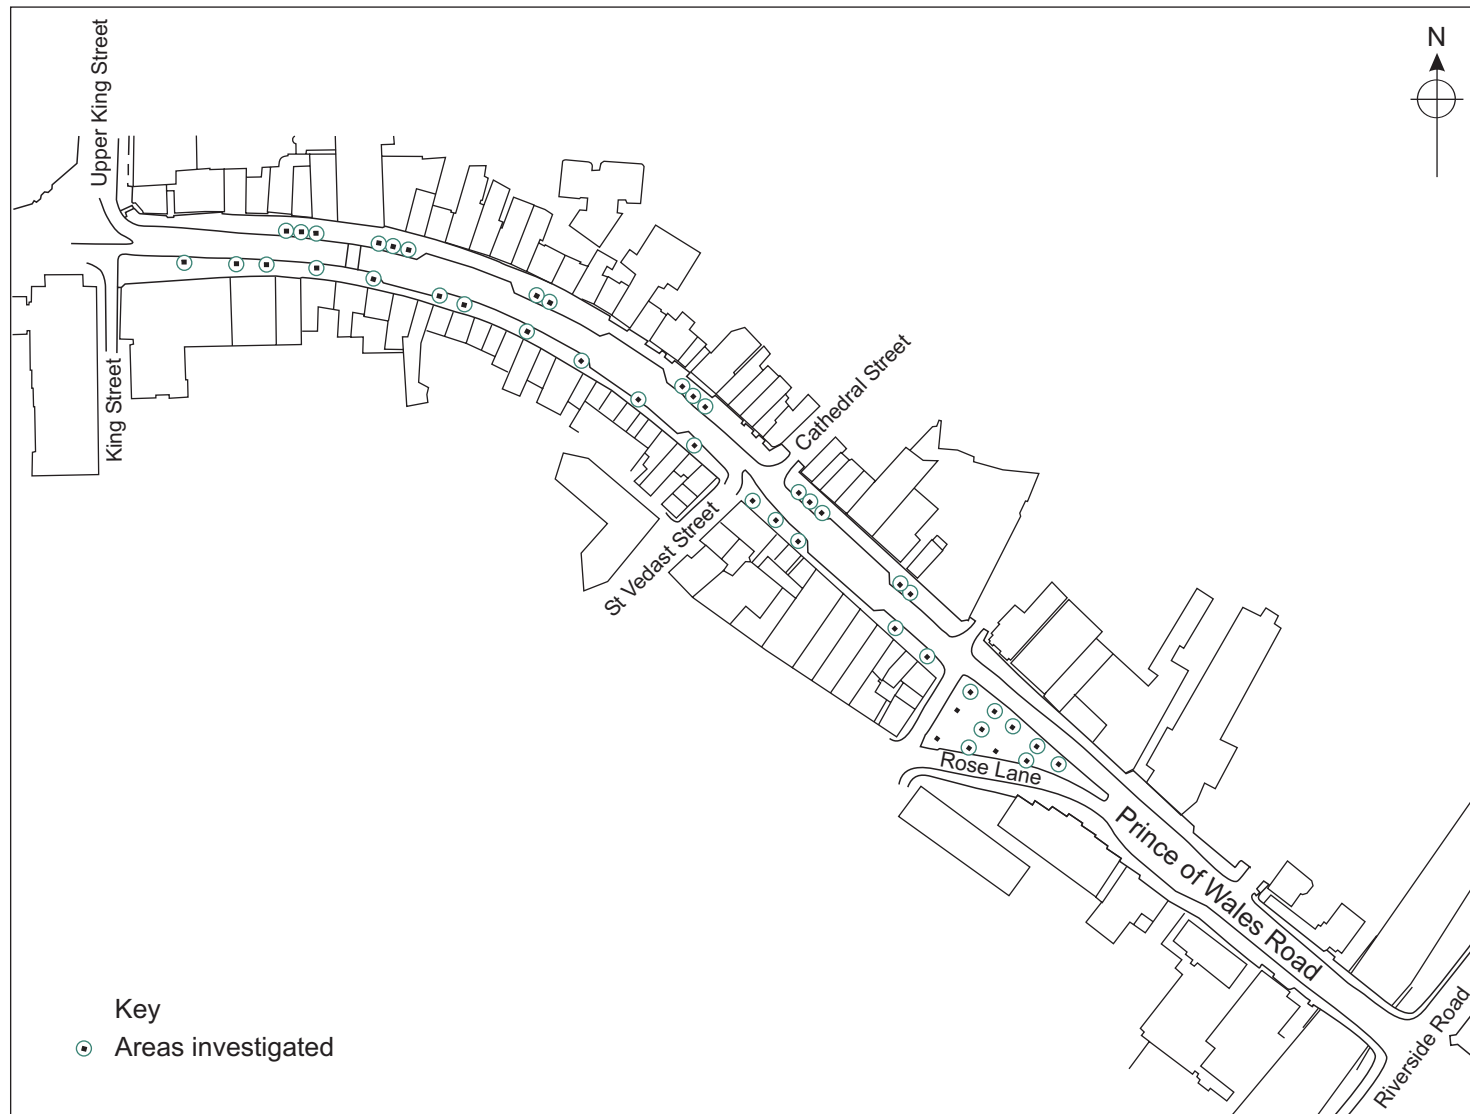 Upper King Street
N
King Street
Cathedral Street
St Vedast Street
Rose Lane
Prince of Wales Road
Riverside Road
Key
Areas investigated